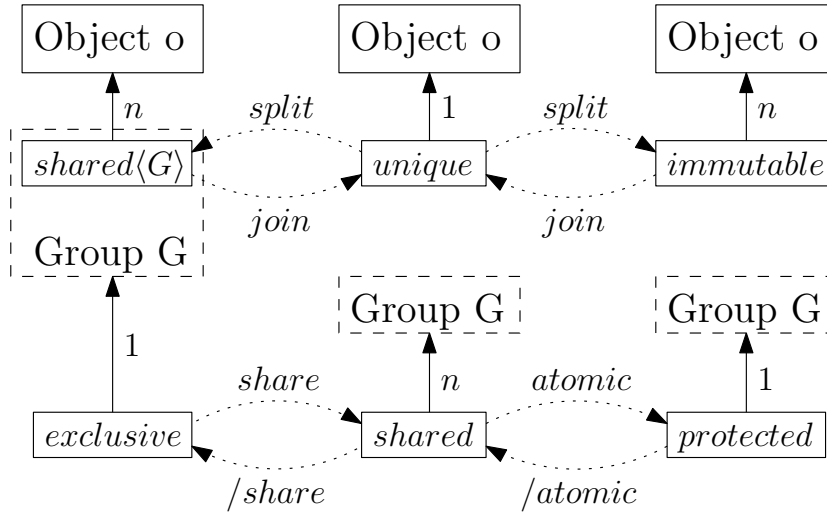 Object o
Object o
Object o
n
split
1
split
n
shared⟨G⟩
unique
immutable
join
join
Group G
Group G
Group G
1
share
n
atomic
1
exclusive
shared
protected
/share
/atomic